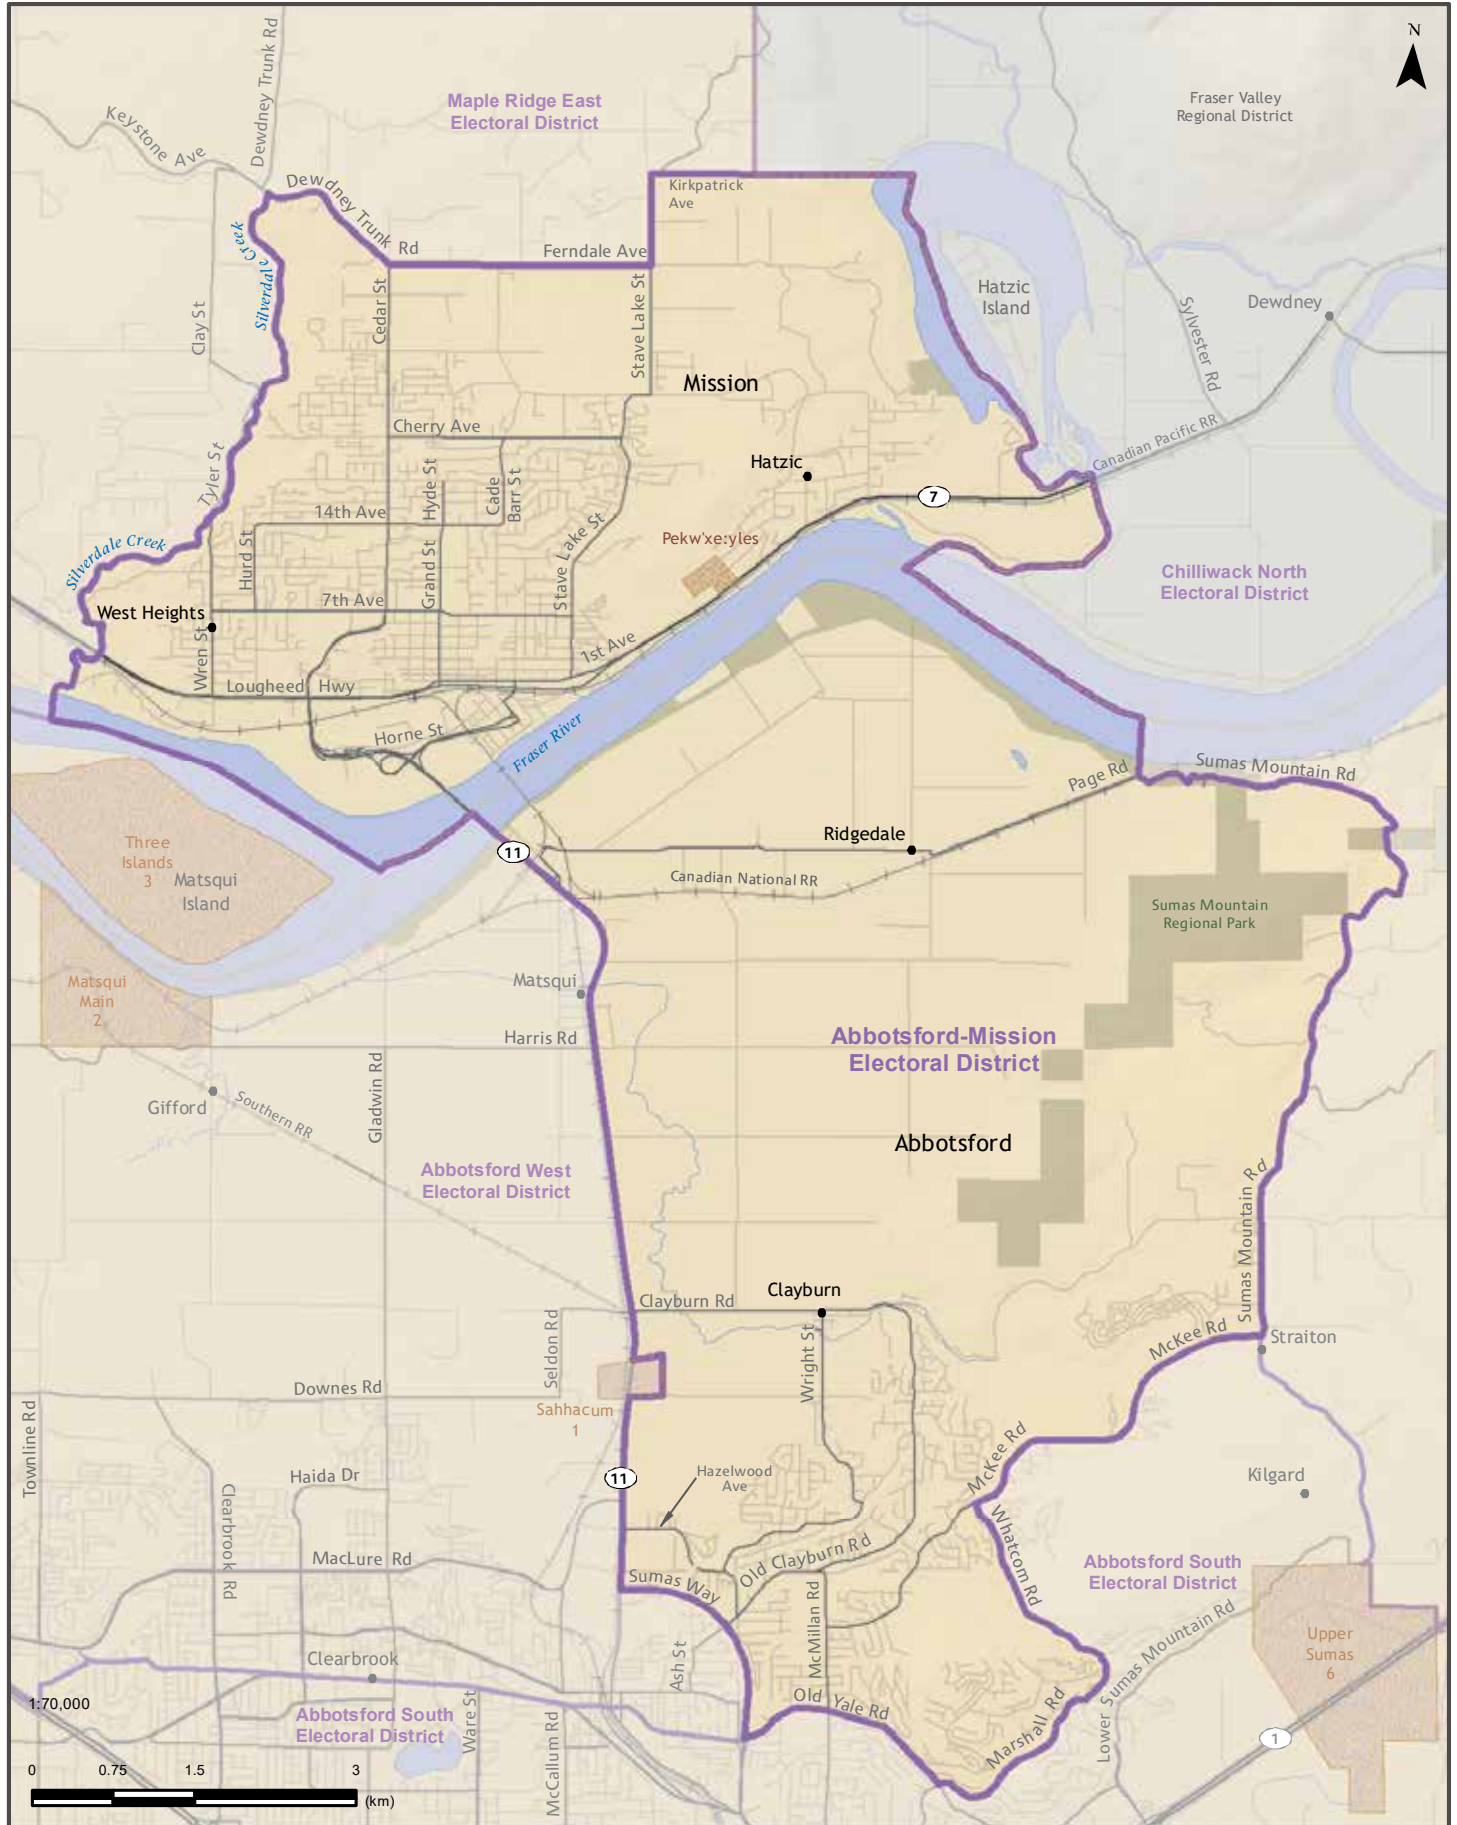 N
Dewdney Trunk Rd
Keystone Ave
Maple Ridge East
Electoral District
Fraser Valley
Regional District
Dewdney Trunk Rd
Kirkpatrick
Ave
Ferndale Ave
Silverdale Creek
Silverdale Creek
Clay St
Cedar St
Stave Lake St
Hatzic
Island
Sylvester Rd
Dewdney
Mission
Cherry Ave
Canadian Pacific RR
Tyler St
Hyde St
Cade
Barr St
Hatzic
7
14th Ave
Stave Lake St
Pekw'xe:yles
Silverdale Creek
Hurd St
Grand St
Chilliwack North
Electoral District
7th Ave
West Heights
Wren St
1st Ave
Lougheed Hwy
Horne St
Fraser River
Page Rd
Sumas Mountain Rd
Three
Islands
3
Matsqui
Island
11
Ridgedale
Canadian National RR
Sumas Mountain
Regional Park
Matsqui
Main
2
Matsqui
Harris Rd
Abbotsford-Mission
Electoral District
Gifford
Southern RR
Gladwin Rd
Abbotsford
Abbotsford West
Electoral District
Sumas Mountain Rd
Clayburn
Clayburn Rd
Seldon Rd
Wright St
McKee Rd
Straiton
Downes Rd
Sahhacum
1
Townline Rd
McKee Rd
11
Hazelwood
Ave
Haida Dr
Kilgard
Clearbrook Rd
Whatcom Rd
MacLure Rd
Old Clayburn Rd
Sumas Way
Abbotsford South
Electoral District
McMillan Rd
Lower Sumas Mountain Rd
Upper
Sumas
6
Ash St
Clearbrook
Old Yale Rd
Marshall Rd
1:70,000
Abbotsford South
Electoral District
Ware St
McCallum Rd
1
0 0.75 1.5 3
(km)